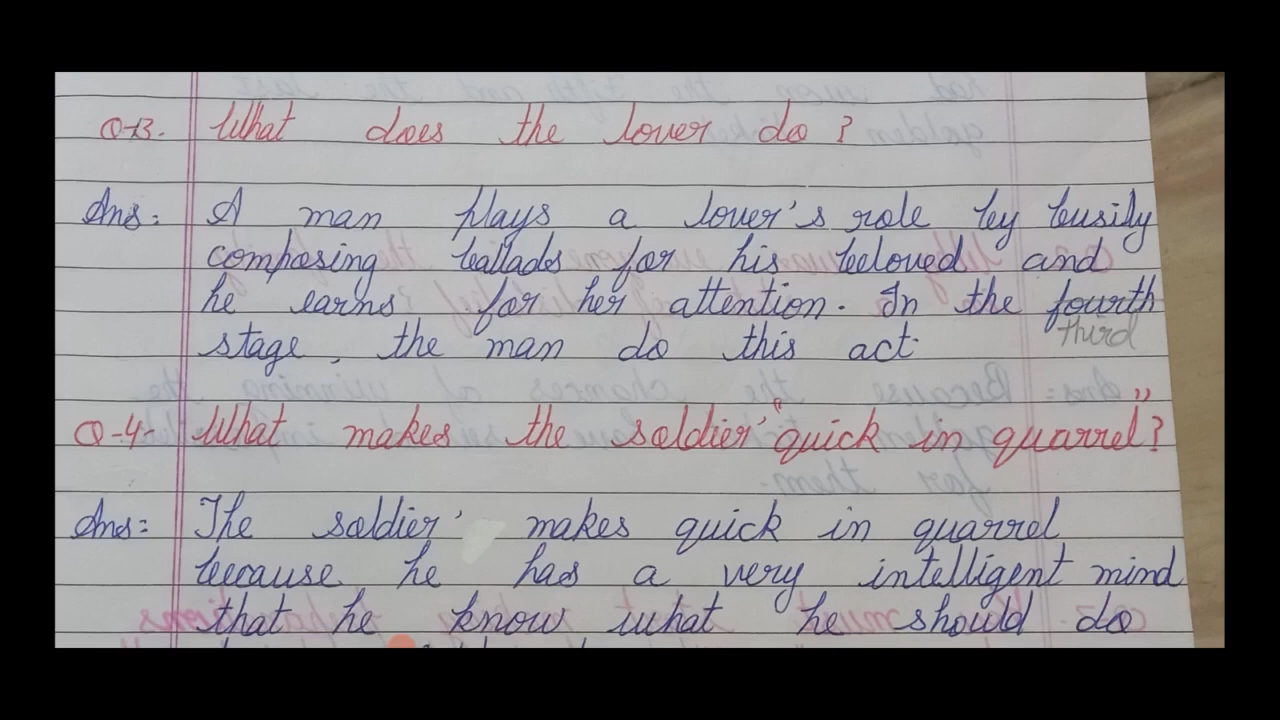 Q-3. What does the lover do ?
Ans: A man plays a lover's role by busily
composing ballads for his beloved and
he earns for her attention. In the fourth
third
stage, the man do this act.
Q-4- What makes the soldier' "quick in quarrel"?
Ans: The soldier' makes quick in quarrel
because he has a very intelligent mind
that he know what he should do